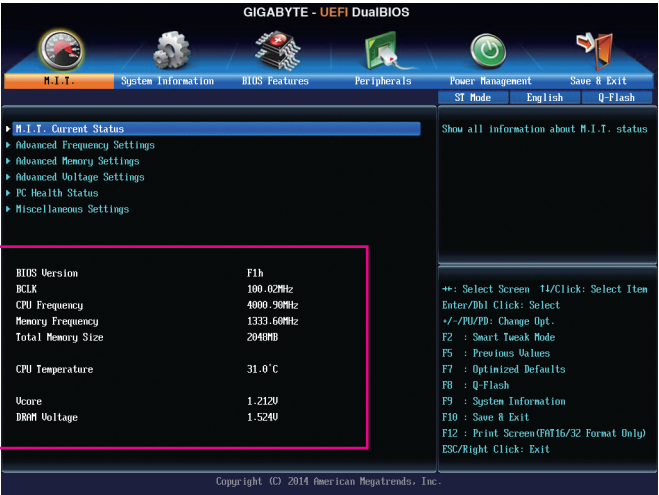 GIGABYTE - UEFI DualBIOS
M.I.T.
System Information
BIOS Features
Peripherals
Power Management
Save & Exit
ST Mode
English
Q-Flash
M.I.T. Current Status
Advanced Frequency Settings
Advanced Memory Settings
Advanced Voltage Settings
PC Health Status
Miscellaneous Settings
Show all information about M.I.T. status
BIOS Version F1h
BCLK 100.02MHz
CPU Frequency 4000.90MHz
Memory Frequency 1333.60MHz
Total Memory Size 2048MB
CPU Temperature 31.0°C
Vcore 1.212V
DRAM Voltage 1.524V
→←: Select Screen ↑↓/Click: Select Item
Enter/Dbl Click: Select
+/-/PU/PD: Change Opt.
F2 : Smart Tweak Mode
F5 : Previous Values
F7 : Optimized Defaults
F8 : Q-Flash
F9 : System Information
F10 : Save & Exit
F12 : Print Screen(FAT16/32 Format Only)
ESC/Right Click: Exit
Copyright (C) 2014 American Megatrends, Inc.